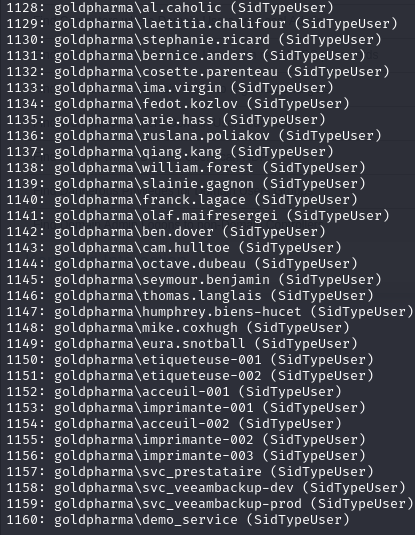 1128: goldpharma\al.caholic (SidTypeUser)
1129: goldpharma\laetitia.chalifour (SidTypeUser)
1130: goldpharma\stephanie.ricard (SidTypeUser)
1131: goldpharma\bernice.anders (SidTypeUser)
1132: goldpharma\cosette.parenteau (SidTypeUser)
1133: goldpharma\ima.virgin (SidTypeUser)
1134: goldpharma\fedot.kozlov (SidTypeUser)
1135: goldpharma\arie.hass (SidTypeUser)
1136: goldpharma\ruslana.poliakov (SidTypeUser)
1137: goldpharma\qiang.kang (SidTypeUser)
1138: goldpharma\william.forest (SidTypeUser)
1139: goldpharma\slainie.gagnon (SidTypeUser)
1140: goldpharma\franck.lagace (SidTypeUser)
1141: goldpharma\olaf.maifresergei (SidTypeUser)
1142: goldpharma\ben.dover (SidTypeUser)
1143: goldpharma\cam.hulltoe (SidTypeUser)
1144: goldpharma\octave.dubeau (SidTypeUser)
1145: goldpharma\seymour.benjamin (SidTypeUser)
1146: goldpharma\thomas.langlais (SidTypeUser)
1147: goldpharma\humphrey.biens-hucet (SidTypeUser)
1148: goldpharma\mike.coxhugh (SidTypeUser)
1149: goldpharma\eura.snotball (SidTypeUser)
1150: goldpharma\etiqueteuse-001 (SidTypeUser)
1151: goldpharma\etiqueteuse-002 (SidTypeUser)
1152: goldpharma\acceuil-001 (SidTypeUser)
1153: goldpharma\imprimante-001 (SidTypeUser)
1154: goldpharma\acceuil-002 (SidTypeUser)
1155: goldpharma\imprimante-002 (SidTypeUser)
1156: goldpharma\imprimante-003 (SidTypeUser)
1157: goldpharma\svc_prestataire (SidTypeUser)
1158: goldpharma\svc_veeambackup-dev (SidTypeUser)
1159: goldpharma\svc_veeambackup-prod (SidTypeUser)
1160: goldpharma\demo_service (SidTypeUser)